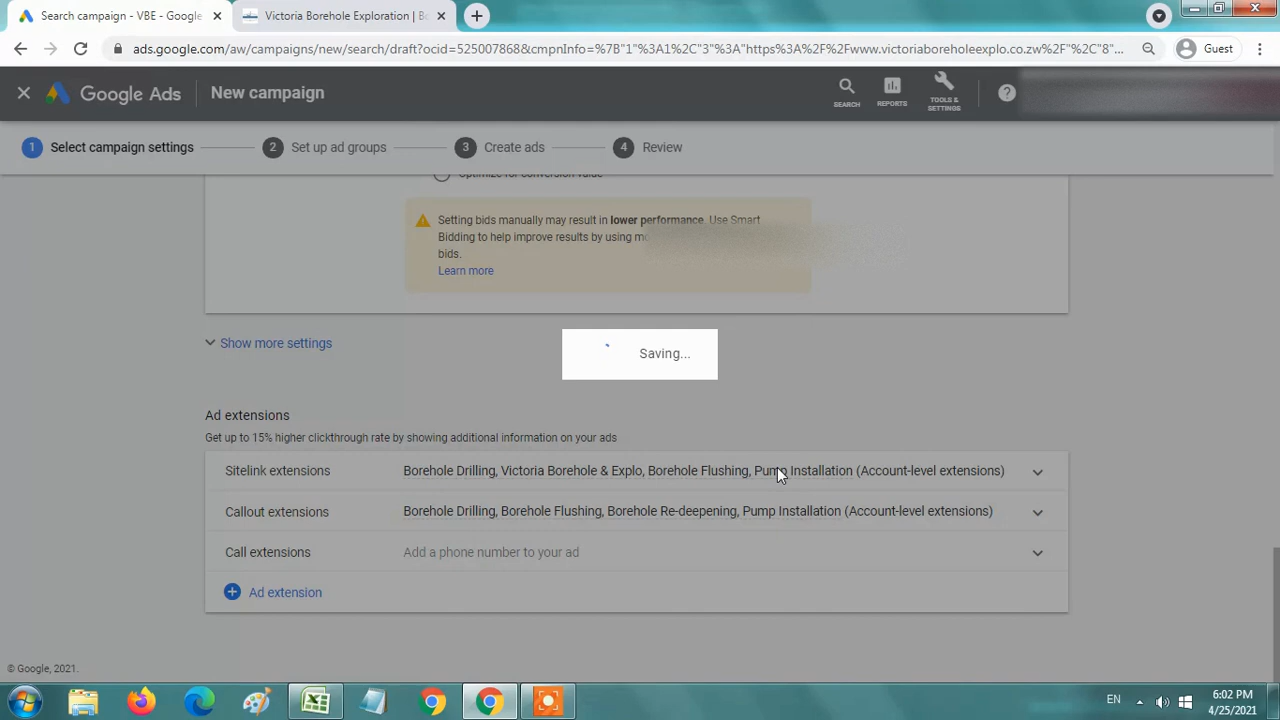 Search campaign - VBE - Google
Victoria Borehole Exploration | Bo
ads.google.com/aw/campaigns/new/search/draft?ocid=525007868&cmpnInfo=%7B"1"%3A1%2C"3"%3A"https%3A%2F%2Fwww.victoriaboreholeexplo.co.zw%2F"%2C"8"...
Guest
Google Ads
New campaign
SEARCH
REPORTS
TOOLS & SETTINGS
?
1 Select campaign settings
2 Set up ad groups
3 Create ads
4 Review
Optimize for conversion value
Setting bids manually may result in lower performance. Use Smart
Bidding to help improve results by using
bids.
Learn more
Show more settings
Saving...
Ad extensions
Get up to 15% higher clickthrough rate by showing additional information on your ads
Sitelink extensions Borehole Drilling, Victoria Borehole & Explo, Borehole Flushing, Pump Installation (Account-level extensions)
Callout extensions Borehole Drilling, Borehole Flushing, Borehole Re-deepening, Pump Installation (Account-level extensions)
Call extensions Add a phone number to your ad
Ad extension
© Google, 2021.
EN
6:02 PM
4/25/2021